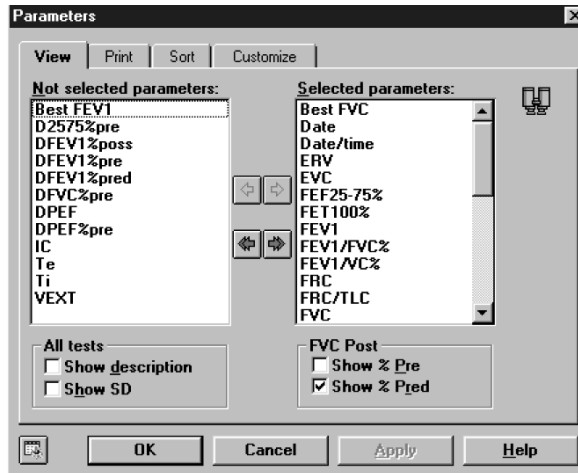 Parameters
View Print Sort Customize
Not selected parameters:
Best FEV1
D2575%pre
DFEV1%poss
DFEV1%pre
DFEV1%pred
DFVC%pre
DPEF
DPEF%pre
IC
Te
Ti
VEXT
Selected parameters:
Best FVC
Date
Date/time
ERV
EVC
FEF25-75%
FET100%
FEV1
FEV1/FVC%
FEV1/VC%
FRC
FRC/TLC
FVC
All tests
Show description
Show SD
FVC Post
Show % Pre
Show % Pred
OK Cancel Apply Help